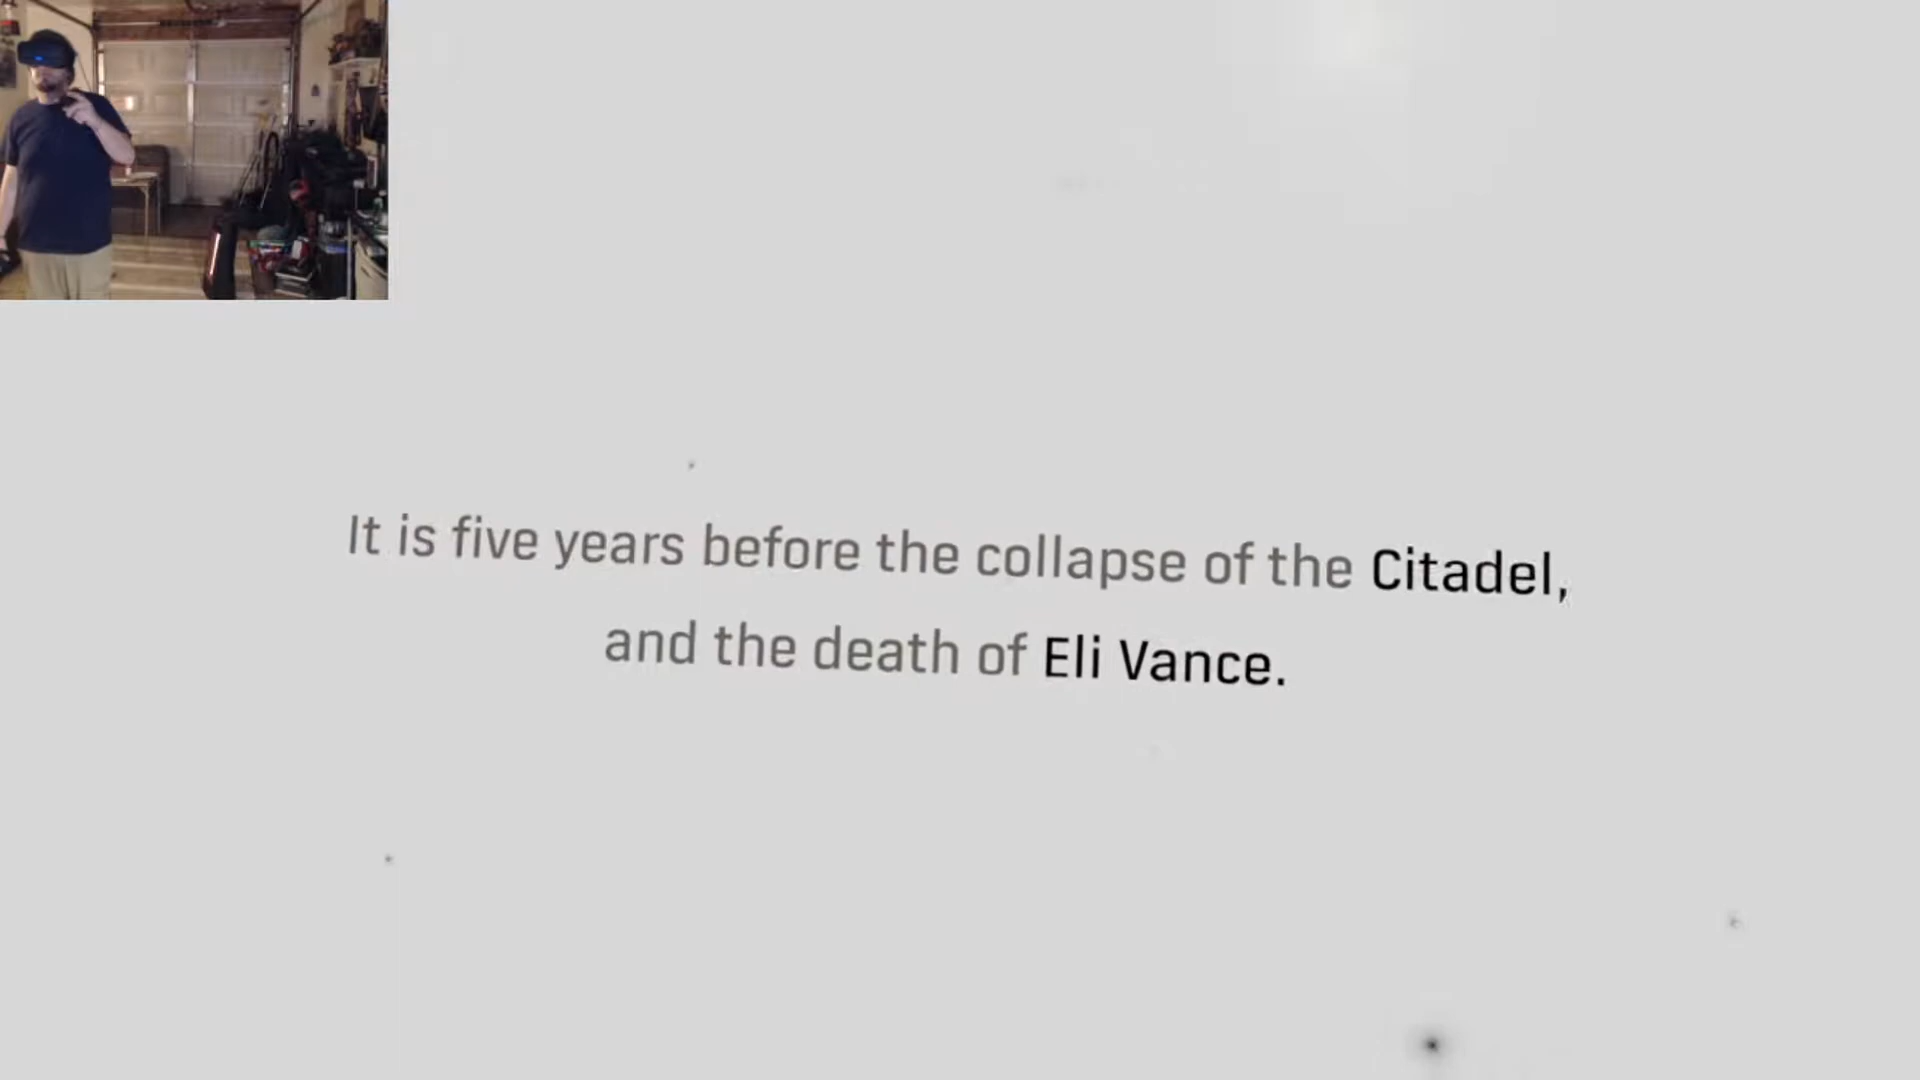 It is five years before the collapse of the Citadel,
and the death of Eli Vance.